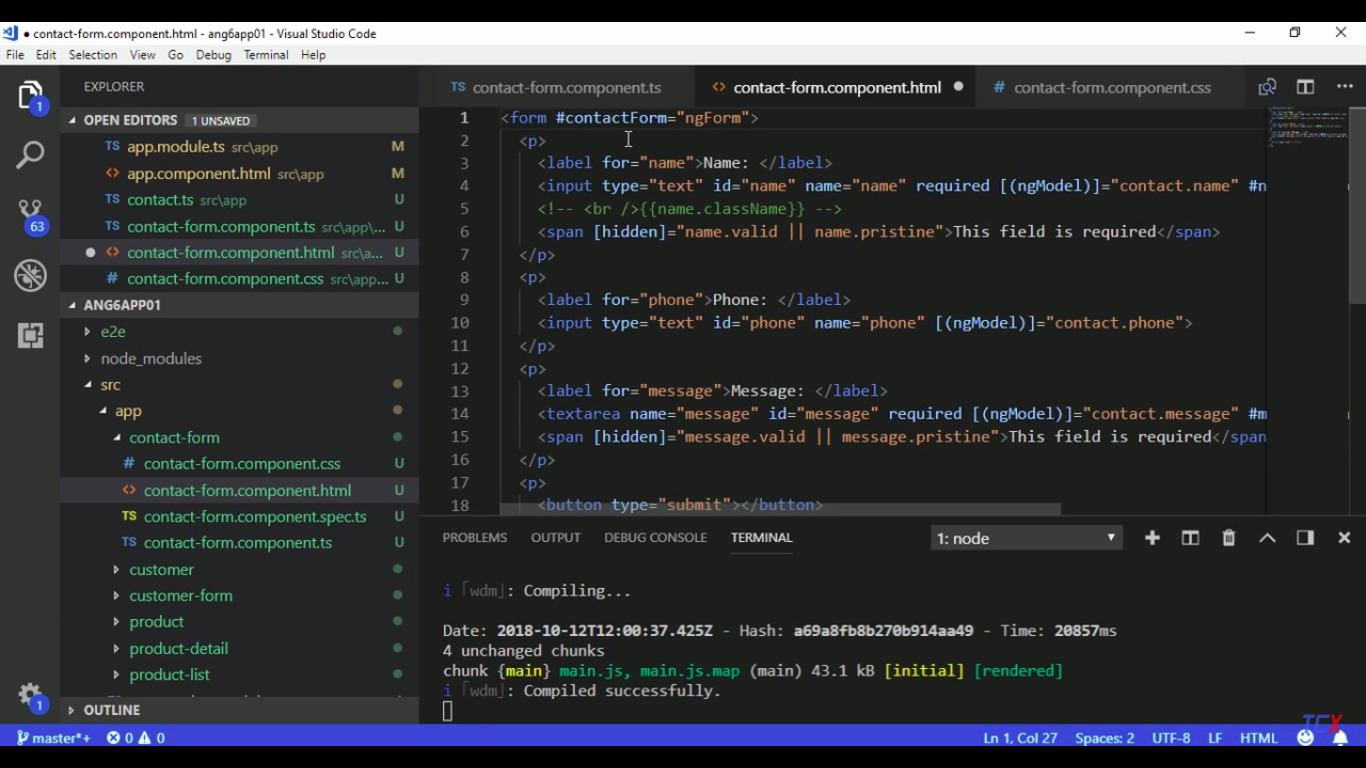 ● contact-form.component.html - ang6app01 - Visual Studio Code
File Edit Selection View Go Debug Terminal Help
EXPLORER
OPEN EDITORS 1 UNSAVED
TS app.module.ts src\app M
<> app.component.html src\app M
TS contact.ts src\app U
TS contact-form.component.ts src\app\... U
● <> contact-form.component.html src\a... U
# contact-form.component.css src\app... U
ANG6APP01
e2e
node_modules
src
app
contact-form
# contact-form.component.css U
<> contact-form.component.html U
TS contact-form.component.spec.ts U
TS contact-form.component.ts U
customer
customer-form
product
product-detail
product-list
OUTLINE
1
63
1
TS contact-form.component.ts <> contact-form.component.html ● # contact-form.component.css
1 <form #contactForm="ngForm">
2 <p>
3 <label for="name">Name: </label>
4 <input type="text" id="name" name="name" required [(ngModel)]="contact.name" #n
5 <!-- <br />{{name.className}} -->
6 <span [hidden]="name.valid || name.pristine">This field is required</span>
7 </p>
8 <p>
9 <label for="phone">Phone: </label>
10 <input type="text" id="phone" name="phone" [(ngModel)]="contact.phone">
11 </p>
12 <p>
13 <label for="message">Message: </label>
14 <textarea name="message" id="message" required [(ngModel)]="contact.message" #m
15 <span [hidden]="message.valid || message.pristine">This field is required</span
16 </p>
17 <p>
18 <button type="submit"></button>
PROBLEMS OUTPUT DEBUG CONSOLE TERMINAL 1: node
i ｢wdm｣: Compiling...
Date: 2018-10-12T12:00:37.425Z - Hash: a69a8fb8b270b914aa49 - Time: 20857ms
4 unchanged chunks
chunk {main} main.js, main.js.map (main) 43.1 kB [initial] [rendered]
i ｢wdm｣: Compiled successfully.
TCX
master*+ 0 0 Ln 1, Col 27 Spaces: 2 UTF-8 LF HTML